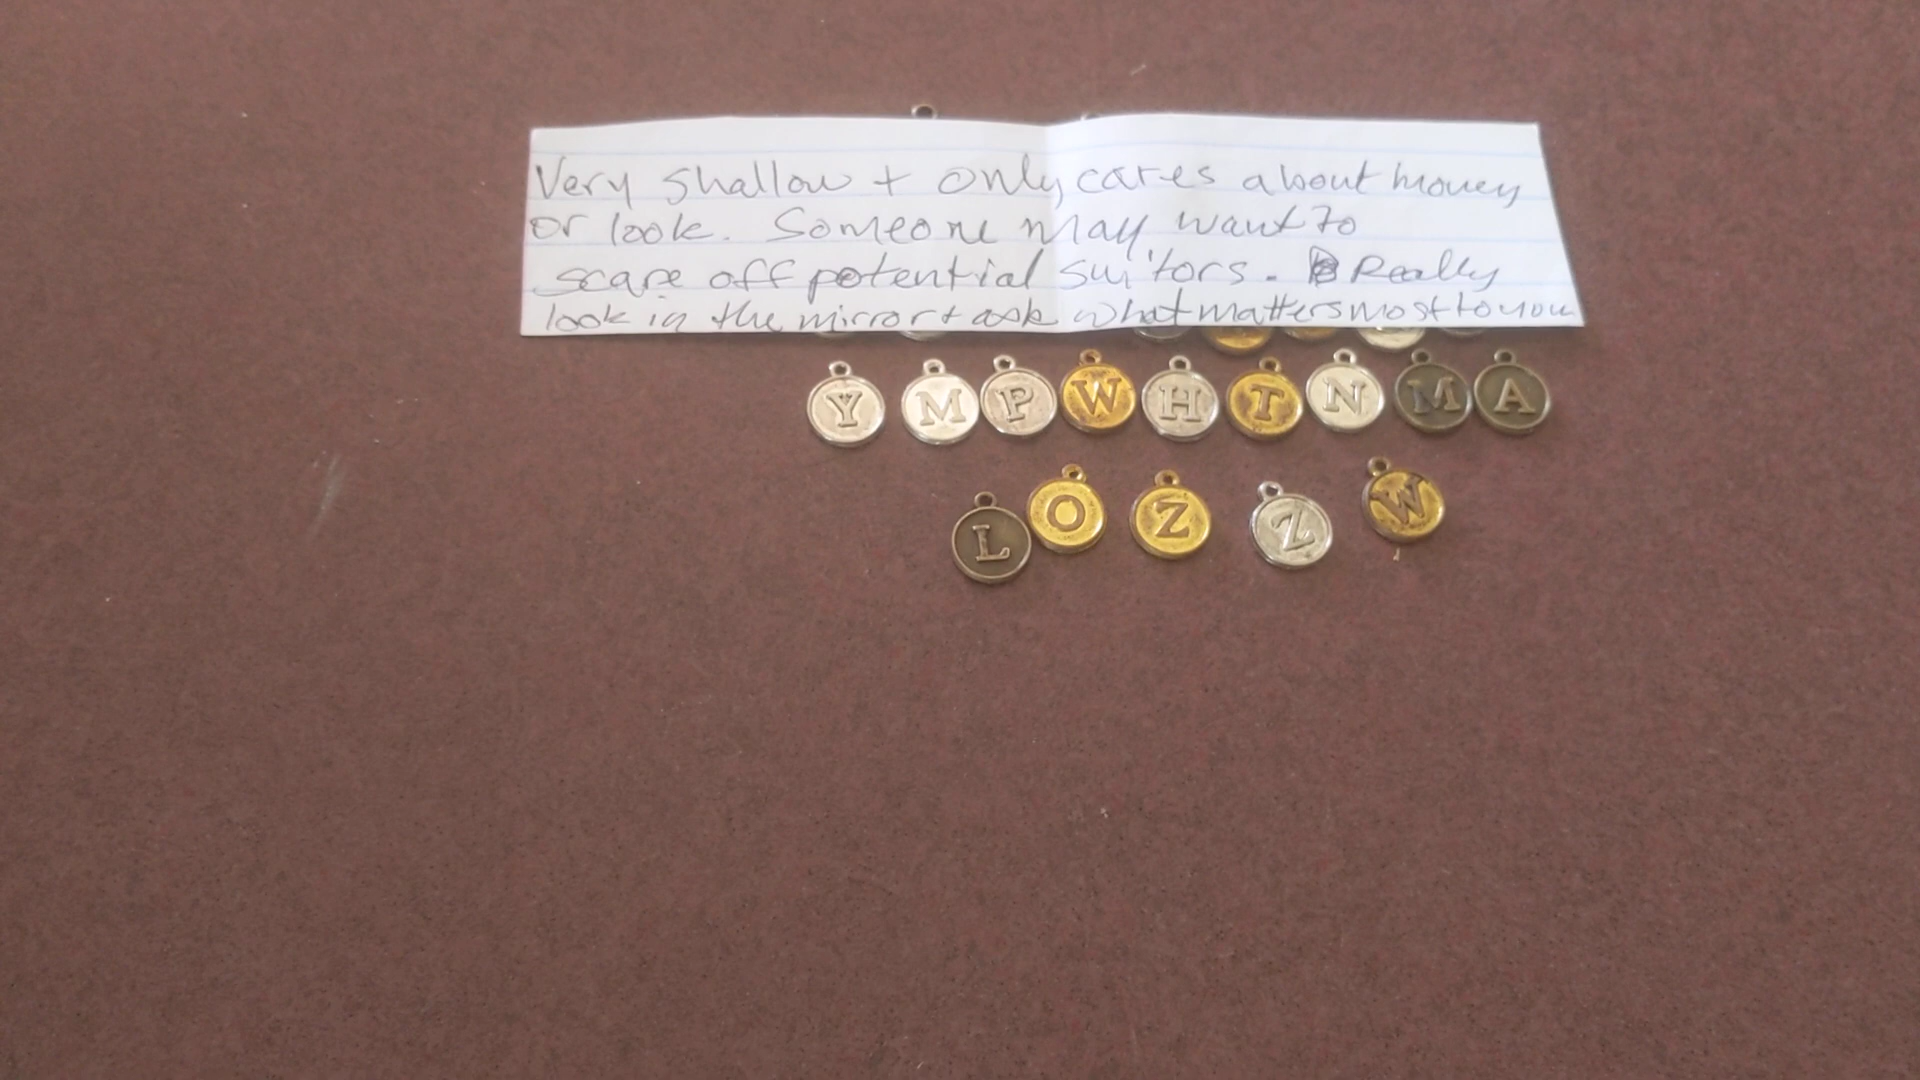 Very shallow + only cares about money
or look. Someone may want to
scare off potential suitors. Really
look in the mirror + ask what matters most to you
Y M P W H T N M A
L O Z Z W